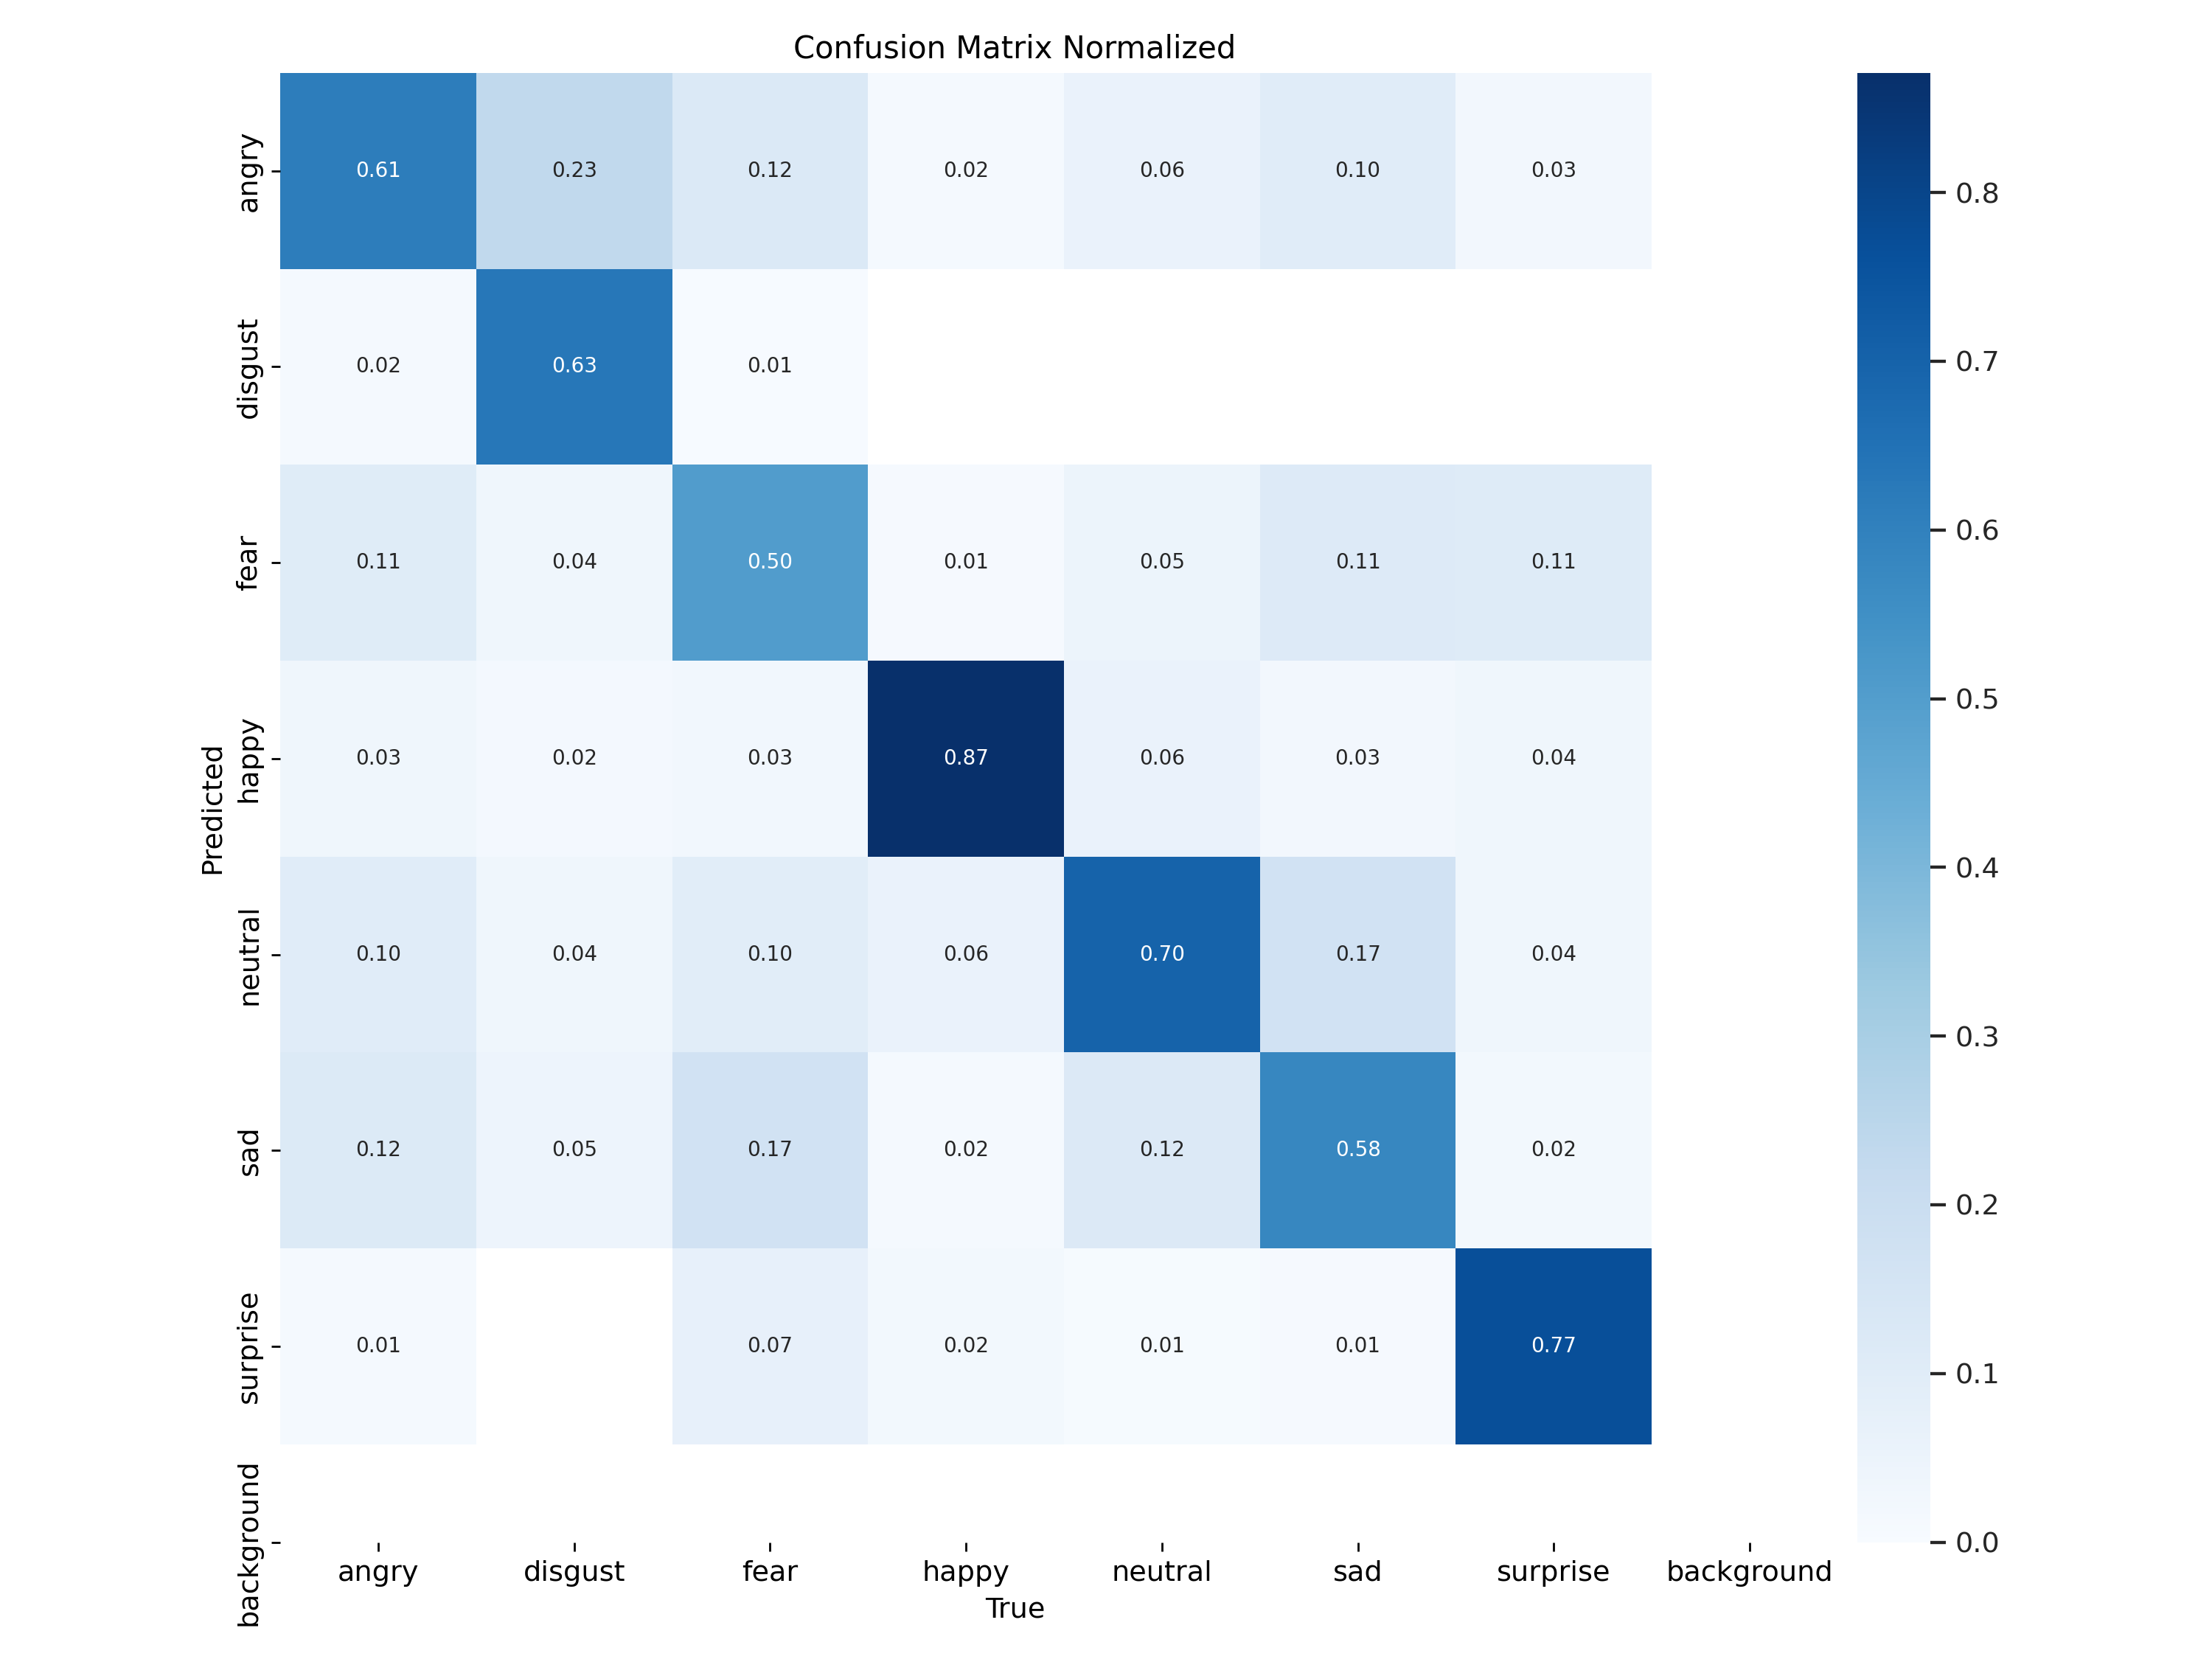 Confusion Matrix Normalized
angry 0.61 0.23 0.12 0.02 0.06 0.10 0.03
disgust 0.02 0.63 0.01
fear 0.11 0.04 0.50 0.01 0.05 0.11 0.11
happy 0.03 0.02 0.03 0.87 0.06 0.03 0.04
neutral 0.10 0.04 0.10 0.06 0.70 0.17 0.04
sad 0.12 0.05 0.17 0.02 0.12 0.58 0.02
surprise 0.01 0.07 0.02 0.01 0.01 0.77
background
Predicted
angry disgust fear happy neutral sad surprise background
True
0.8
0.7
0.6
0.5
0.4
0.3
0.2
0.1
0.0